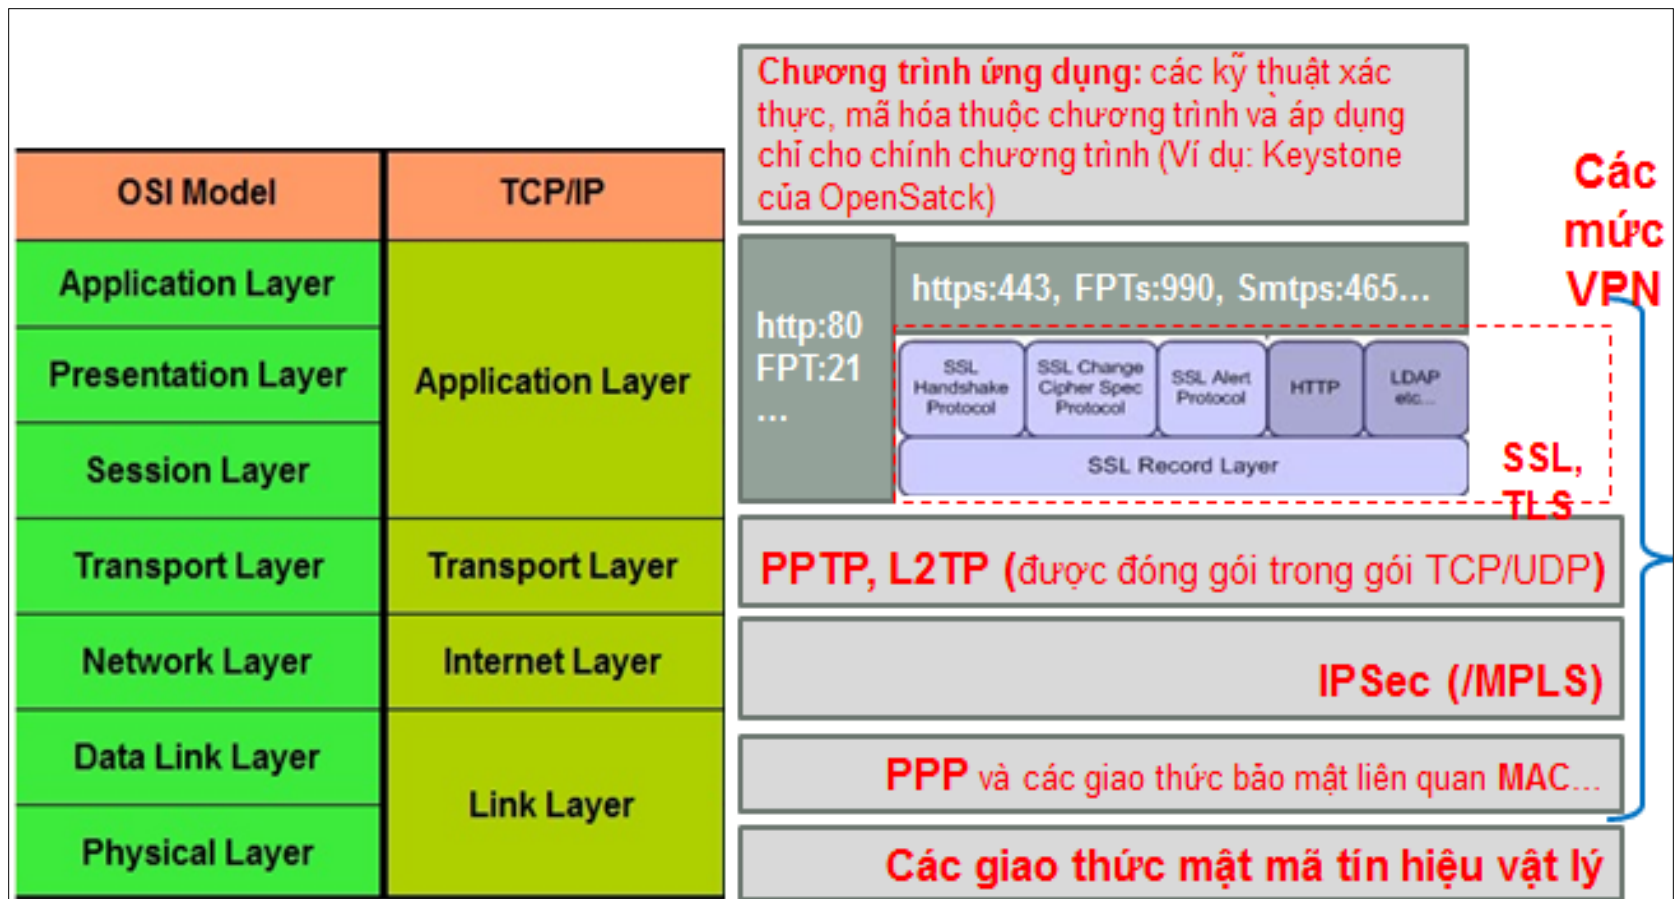 Chương trình ứng dụng: các kỹ thuật xác
thực, mã hóa thuộc chương trình và áp dụng
chỉ cho chính chương trình (Ví dụ: Keystone
của OpenSatck)
Các
mức
VPN
OSI Model
TCP/IP
Application Layer
Presentation Layer
Session Layer
Application Layer
http:80
FPT:21
...
https:443, FPTs:990, Smtps:465...
SSL
Handshake
Protocol
SSL Change
Cipher Spec
Protocol
SSL Alert
Protocol
HTTP
LDAP
etc...
SSL Record Layer
SSL,
TLS
Transport Layer
Transport Layer
PPTP, L2TP (được đóng gói trong gói TCP/UDP)
Network Layer
Internet Layer
IPSec (/MPLS)
Data Link Layer
Physical Layer
Link Layer
PPP và các giao thức bảo mật liên quan MAC...
Các giao thức mật mã tín hiệu vật lý